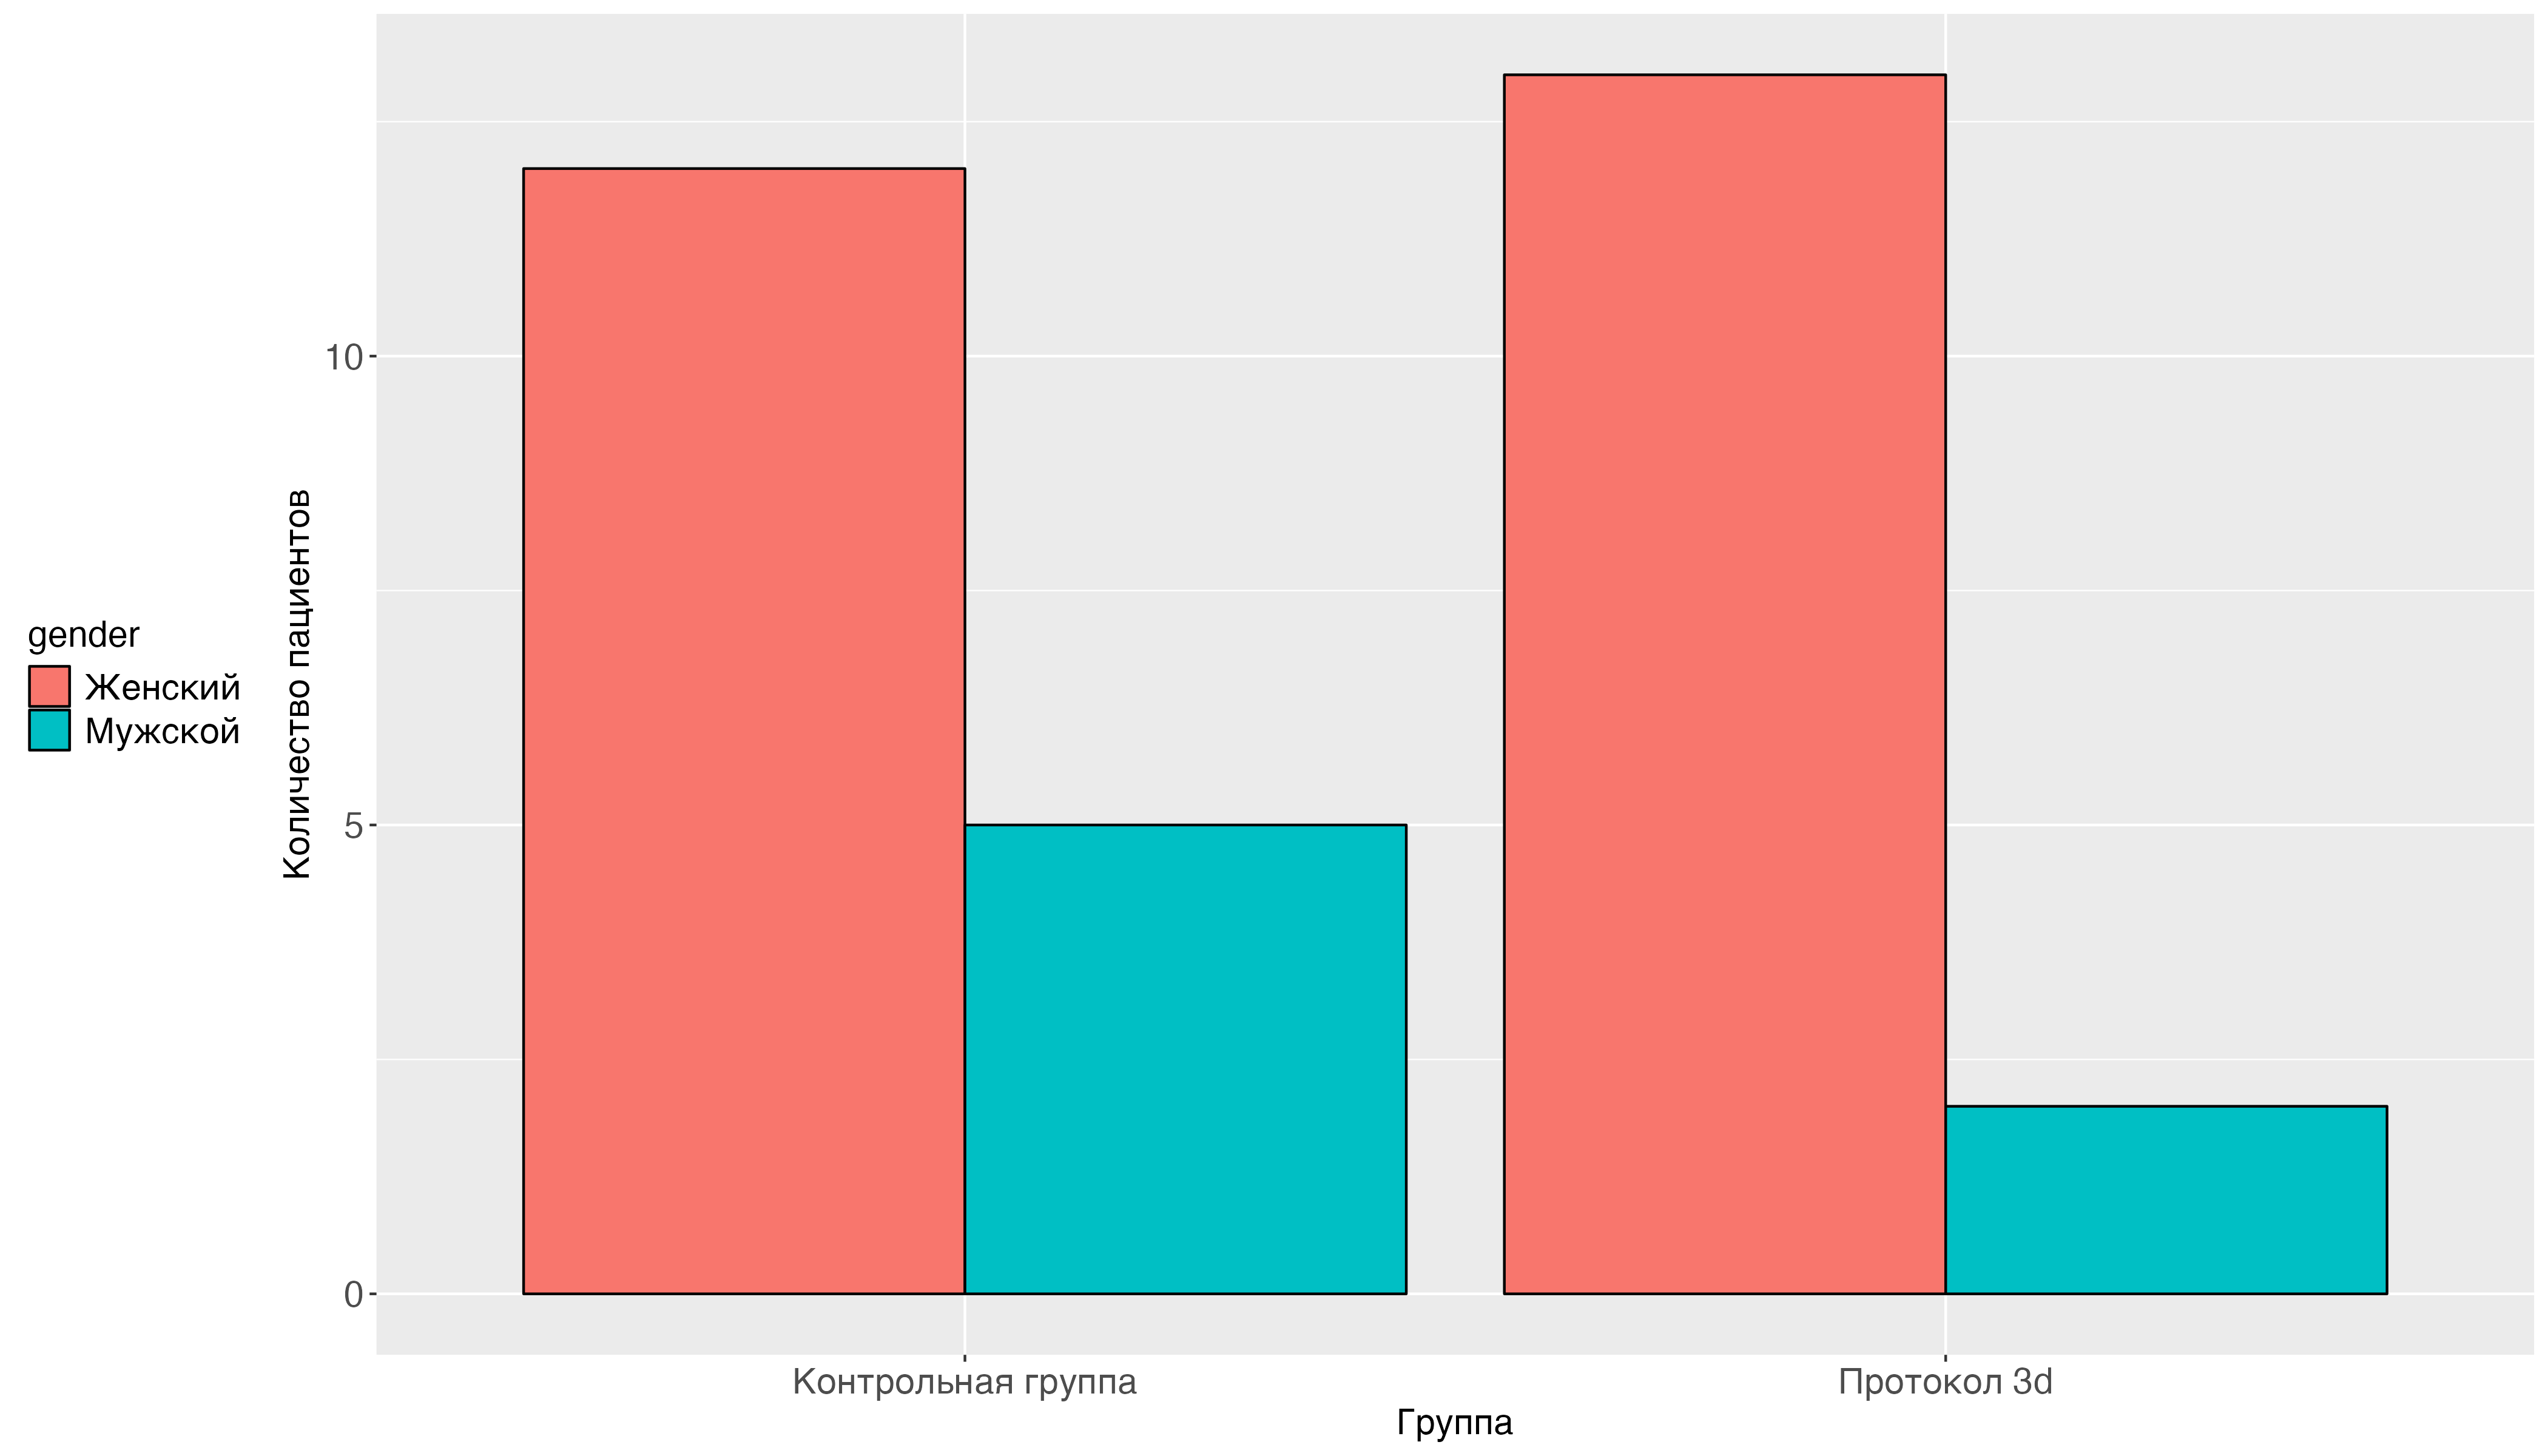 gender
Женский
Мужской
Количество пациентов
10
5
0
Контрольная группа
Протокол 3d
Группа